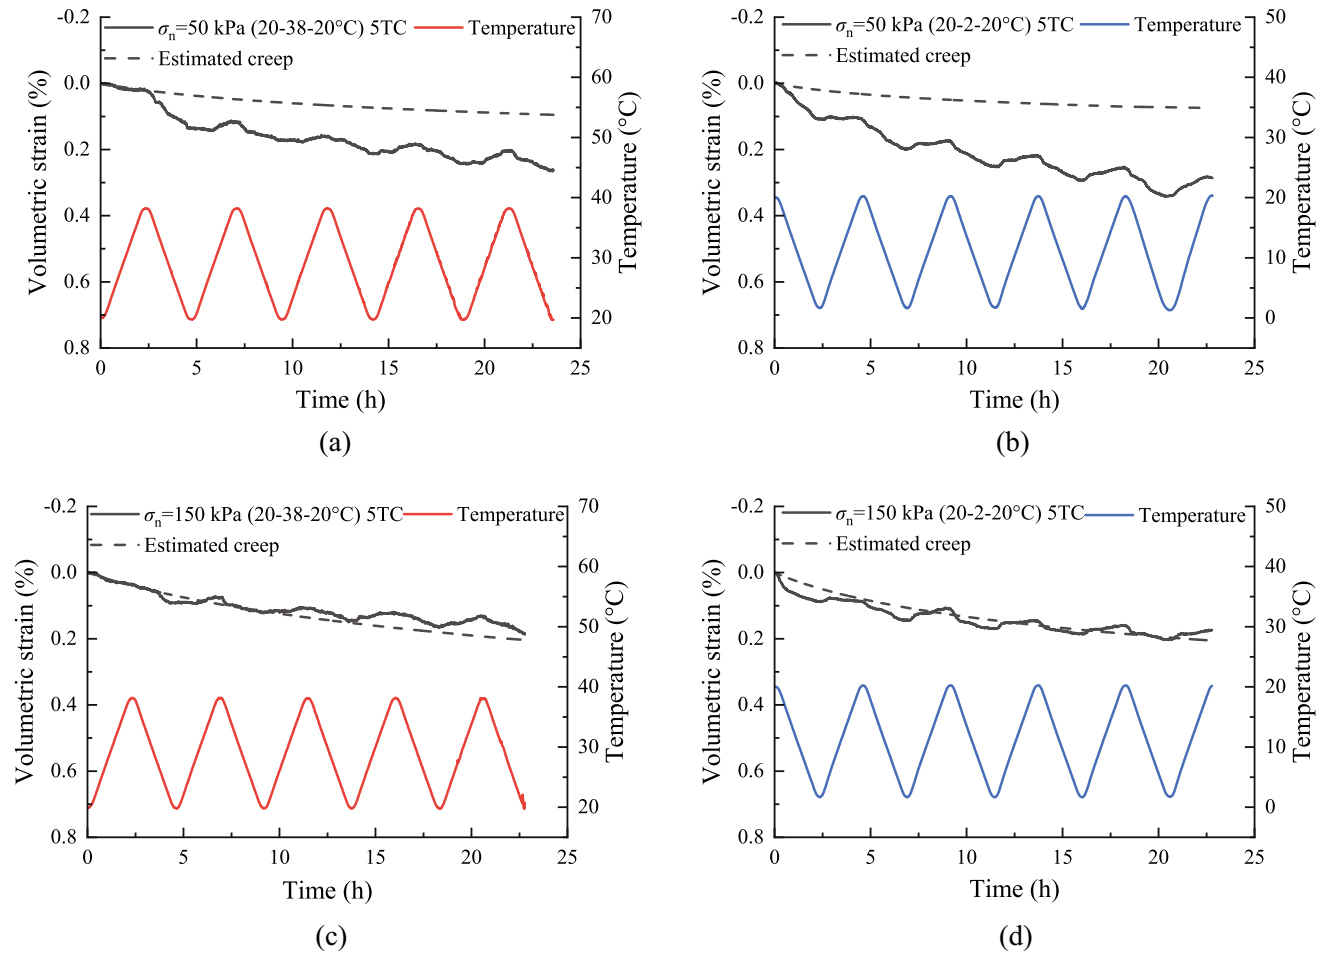 -0.2
0.0
0.2
0.4
0.6
0.8
Volumetric strain (%)
σn=50 kPa (20-38-20°C) 5TC
Temperature
Estimated creep
70
60
50
40
30
20
Temperature (°C)
0 5 10 15 20 25
Time (h)
(a)
-0.2
0.0
0.2
0.4
0.6
0.8
Volumetric strain (%)
σn=50 kPa (20-2-20°C) 5TC
Temperature
Estimated creep
50
40
30
20
10
0
Temperature (°C)
0 5 10 15 20 25
Time (h)
(b)
-0.2
0.0
0.2
0.4
0.6
0.8
Volumetric strain (%)
σn=150 kPa (20-38-20°C) 5TC
Temperature
Estimated creep
70
60
50
40
30
20
Temperature (°C)
0 5 10 15 20 25
Time (h)
(c)
-0.2
0.0
0.2
0.4
0.6
0.8
Volumetric strain (%)
σn=150 kPa (20-2-20°C) 5TC
Temperature
Estimated creep
50
40
30
20
10
0
Temperature (°C)
0 5 10 15 20 25
Time (h)
(d)